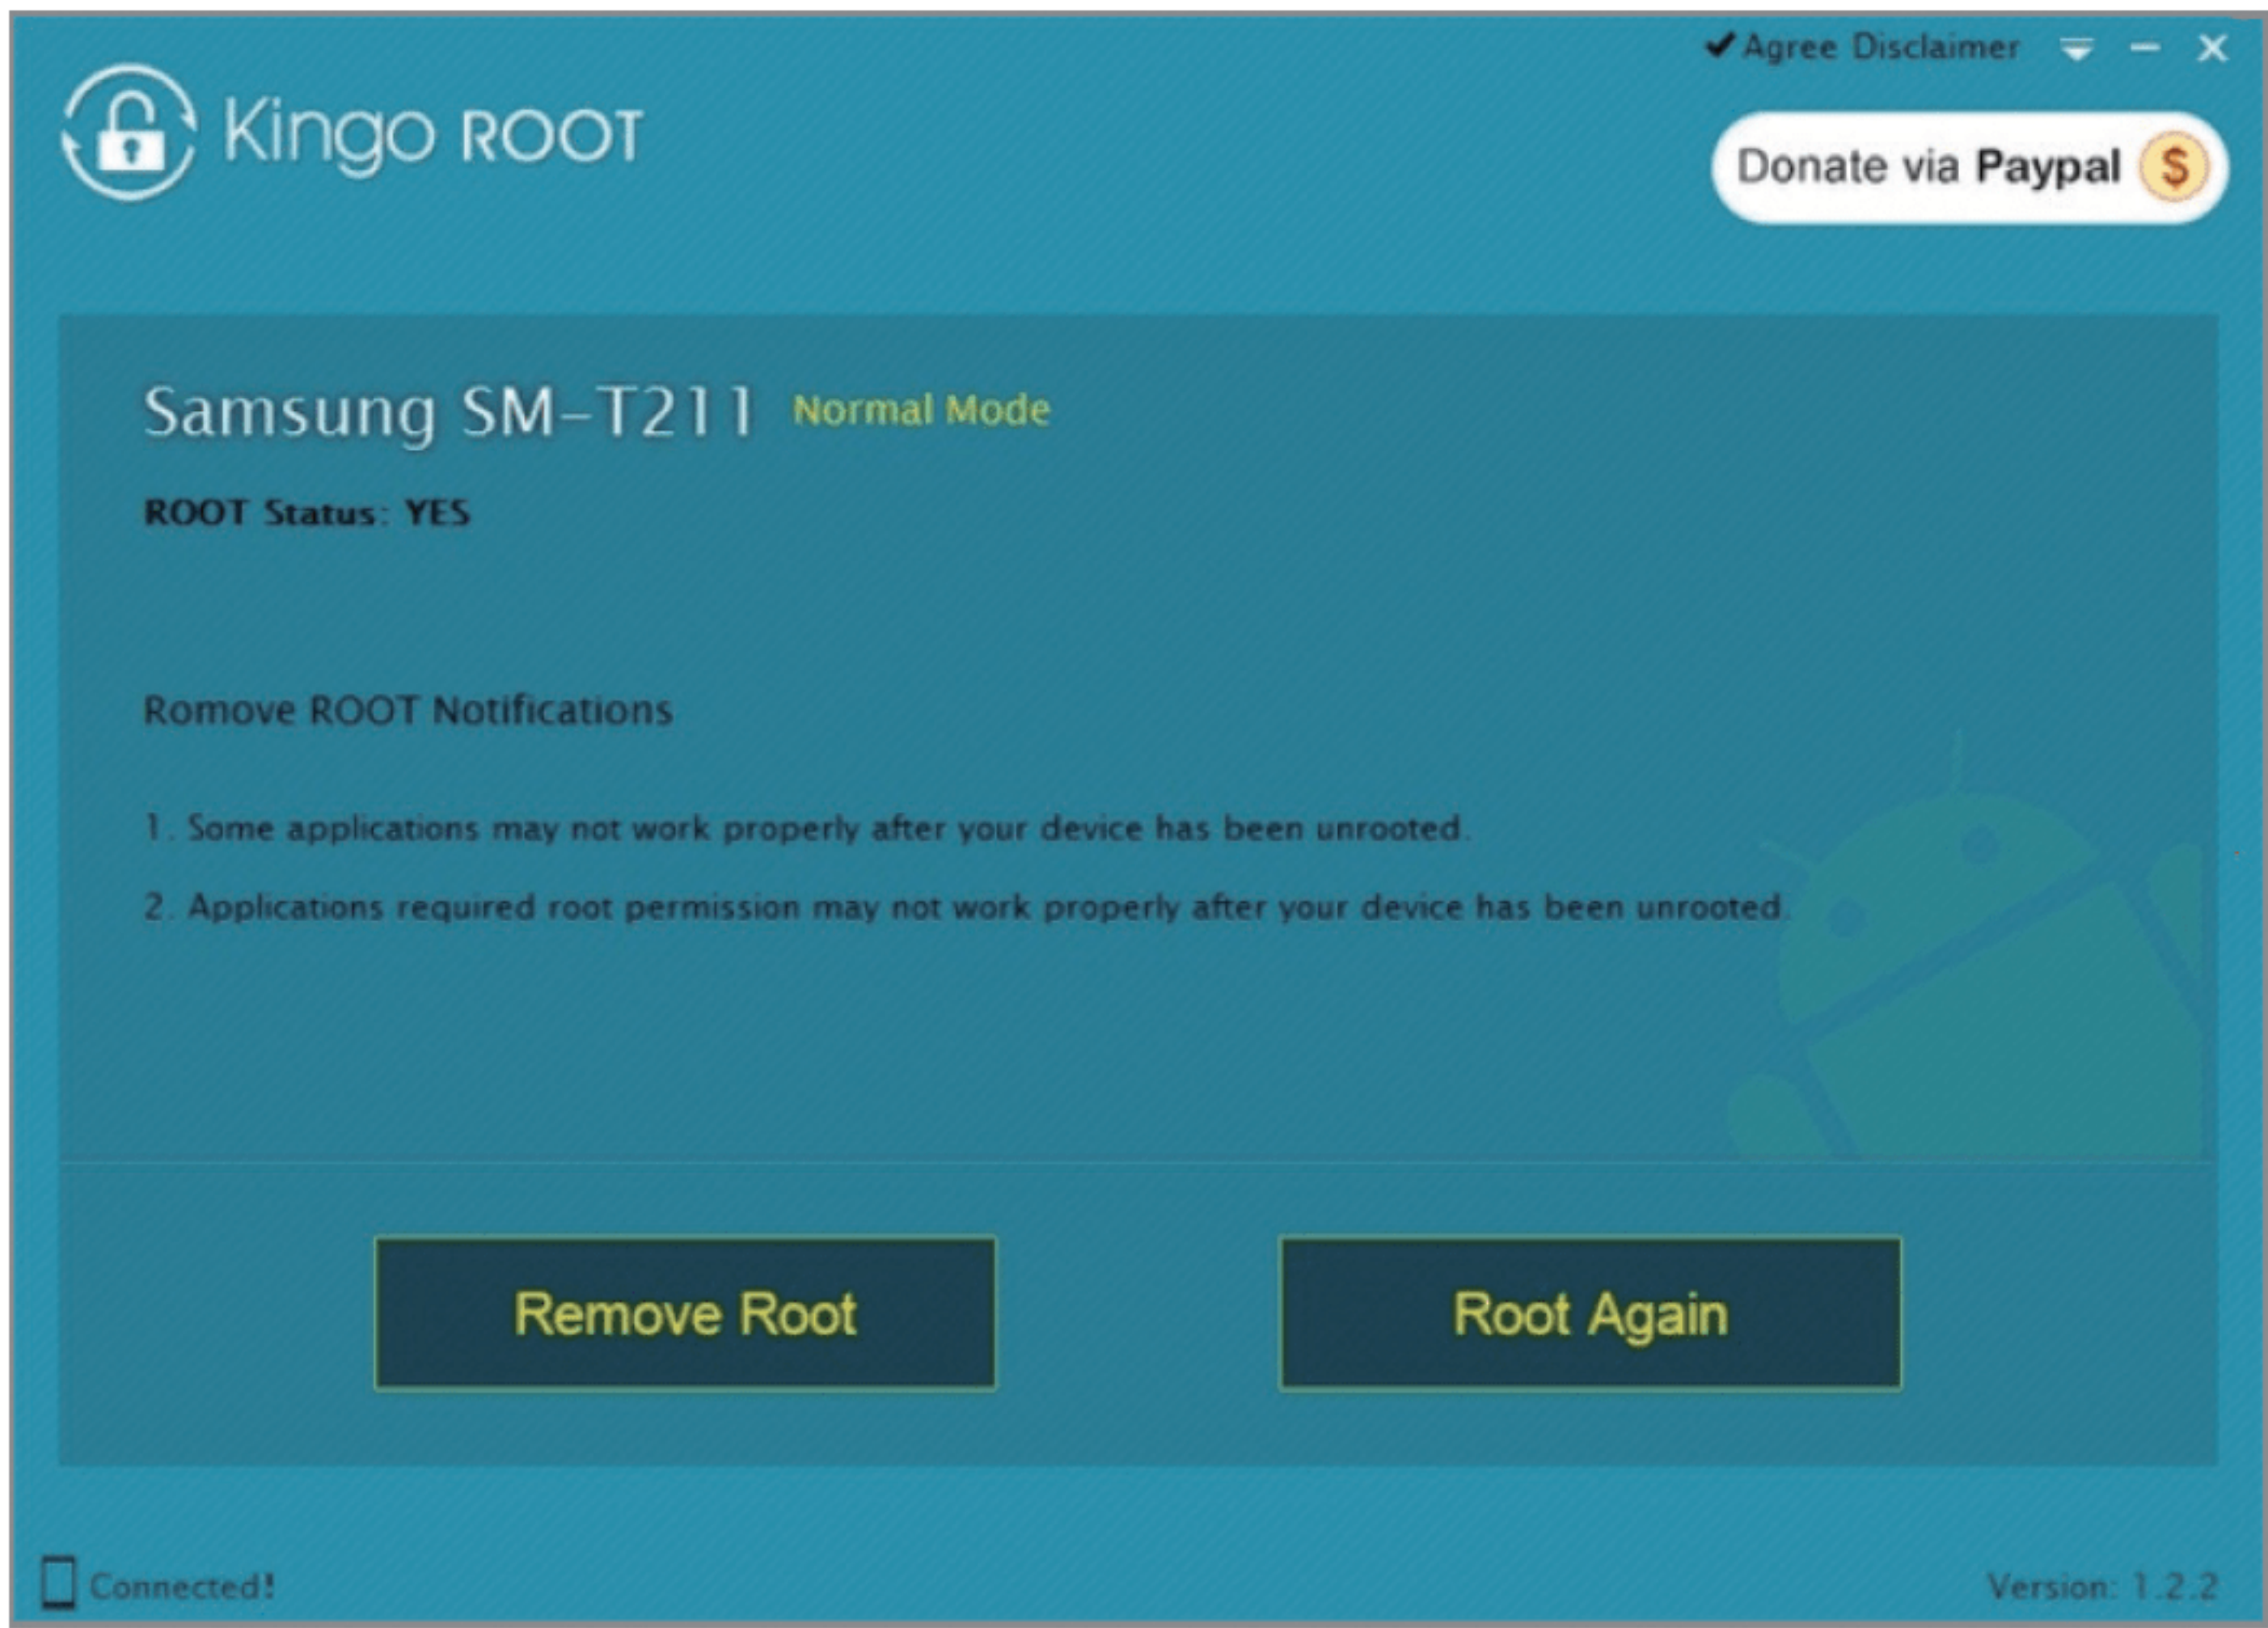 Agree Disclaimer
Kingo ROOT
Donate via Paypal $
Samsung SM-T211 Normal Mode
ROOT Status: YES
Romove ROOT Notifications
1. Some applications may not work properly after your device has been unrooted.
2. Applications required root permission may not work properly after your device has been unrooted.
Remove Root
Root Again
Connected!
Version: 1.2.2